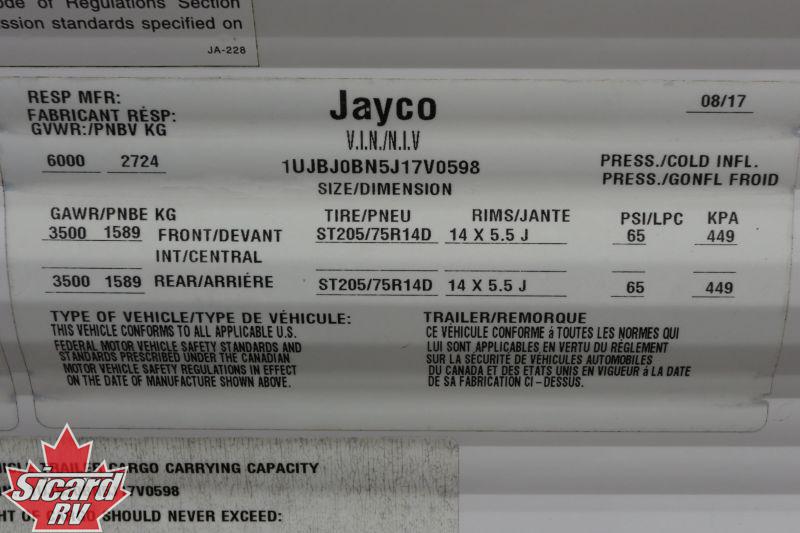 of Regulations Section
standards specified on
JA-228
RESP MFR:
FABRICANT RÉSP:
GVWR:/PNBV KG
Jayco
08/17
V.I.N./N.I.V
6000 2724
1UJBJ0BN5J17V0598
PRESS./COLD INFL.
PRESS./GONFL FROID
SIZE/DIMENSION
GAWR/PNBE KG TIRE/PNEU RIMS/JANTE PSI/LPC KPA
3500 1589 FRONT/DEVANT ST205/75R14D 14 X 5.5 J 65 449
INT/CENTRAL
3500 1589 REAR/ARRIÈRE ST205/75R14D 14 X 5.5 J 65 449
TYPE OF VEHICLE/TYPE DE VÉHICULE:
THIS VEHICLE CONFORMS TO ALL APPLICABLE U.S.
FEDERAL MOTOR VEHICLE SAFETY STANDARDS AND
STANDARDS PRESCRIBED UNDER THE CANADIAN
MOTOR VEHICLE SAFETY REGULATIONS IN EFFECT
ON THE DATE OF MANUFACTURE SHOWN ABOVE.
TRAILER/REMORQUE
CE VÉHICULE CONFORME à TOUTES LES NORMES QUI
LUI SONT APPLICABLES EN VERTU DU RÉGLEMENT
SUR LA SÉCURITÉ DE VÉHICULES AUTOMOBILES
DU CANADA ET DES ETATS UNIS EN VIGUEUR à LA DATE
DE SA FABRICATION CI-DESSUS.
CARGO CARRYING CAPACITY
17V0598
SHOULD NEVER EXCEED:
Sicard
RV